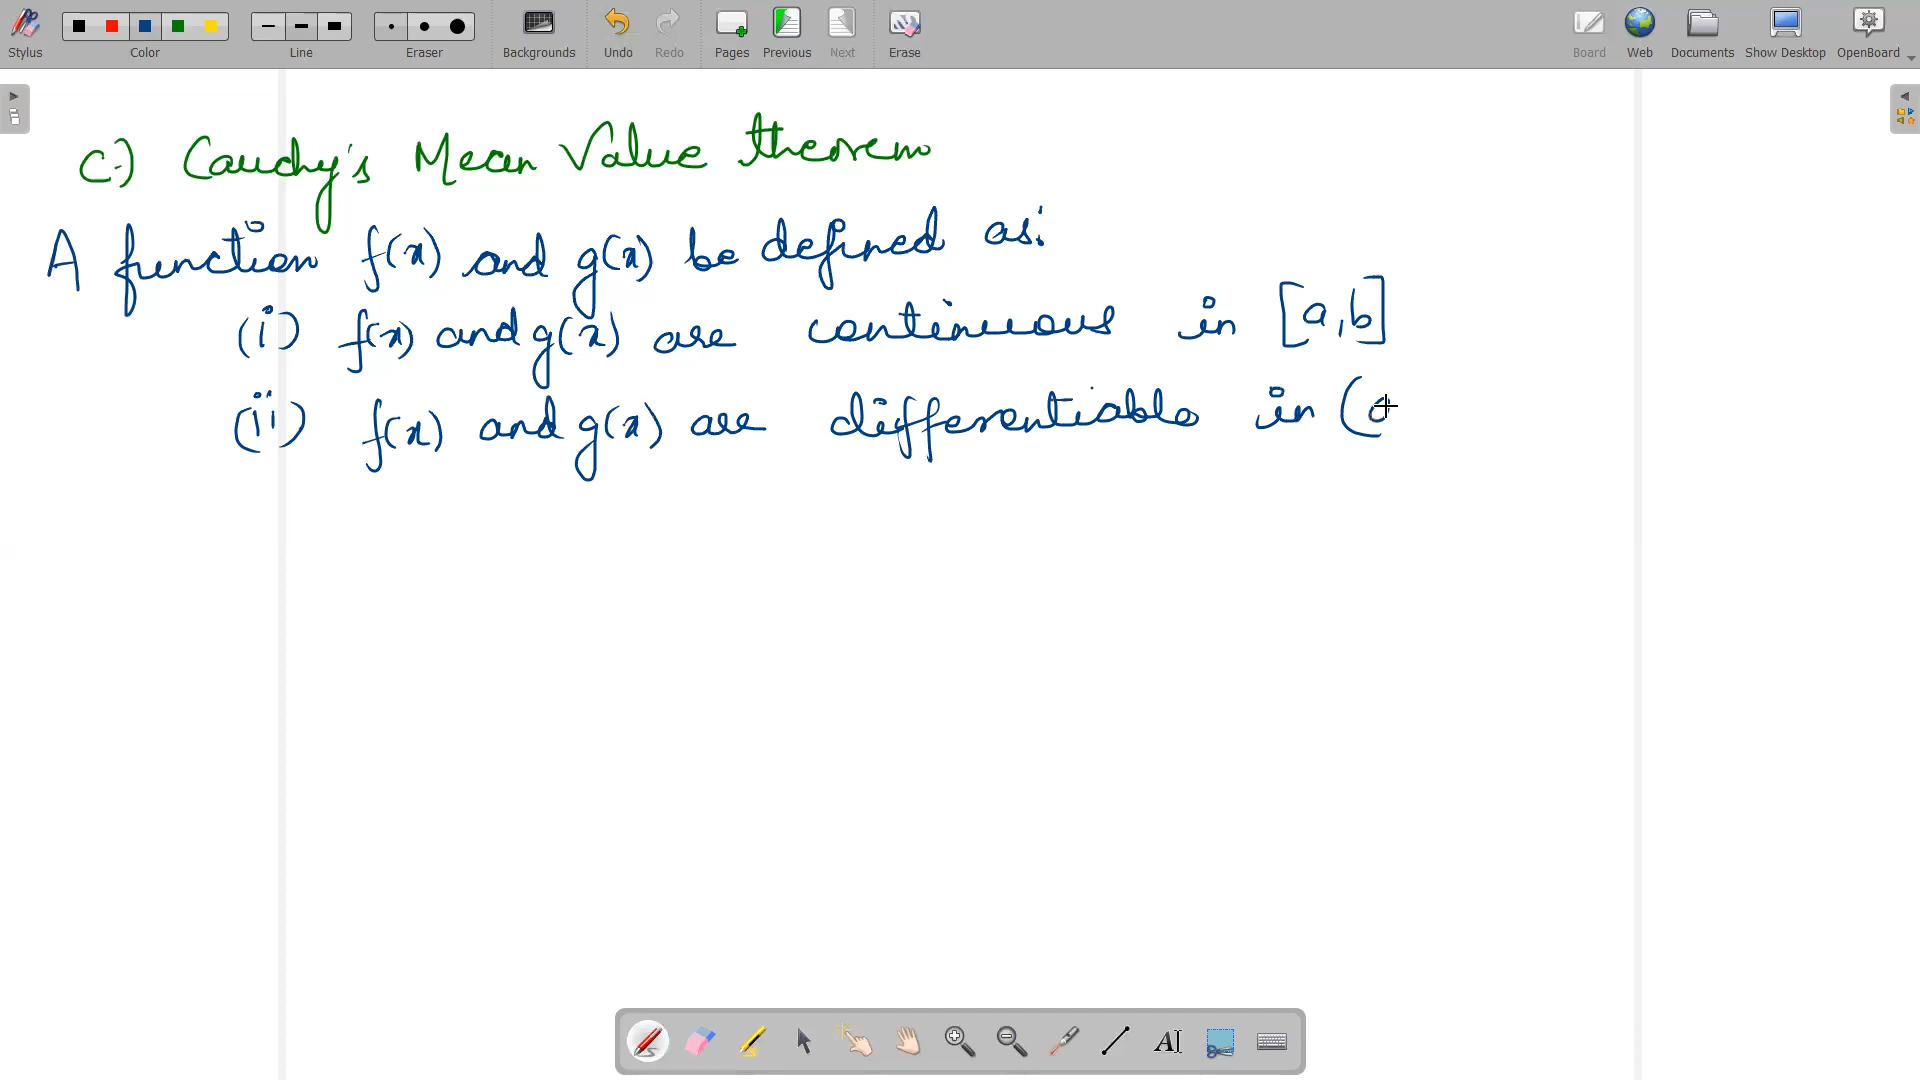 Stylus Color Line Eraser Backgrounds Undo Redo Pages Previous Next Erase Board Web Documents Show Desktop OpenBoard
C.) Cauchy's Mean Value theorem
A function f(x) and g(x) be defined as:
(i) f(x) and g(x) are continuous in [a,b]
(ii) f(x) and g(x) are differentiable in (
AI